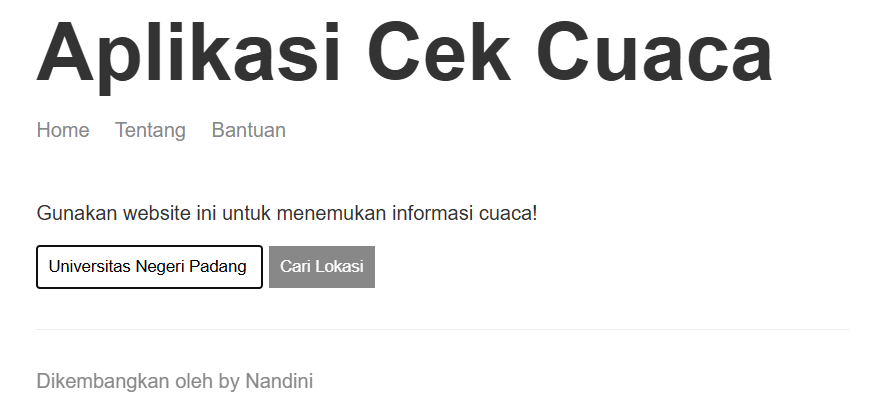 Aplikasi Cek Cuaca
Home Tentang Bantuan
Gunakan website ini untuk menemukan informasi cuaca!
Universitas Negeri Padang Cari Lokasi
Dikembangkan oleh by Nandini